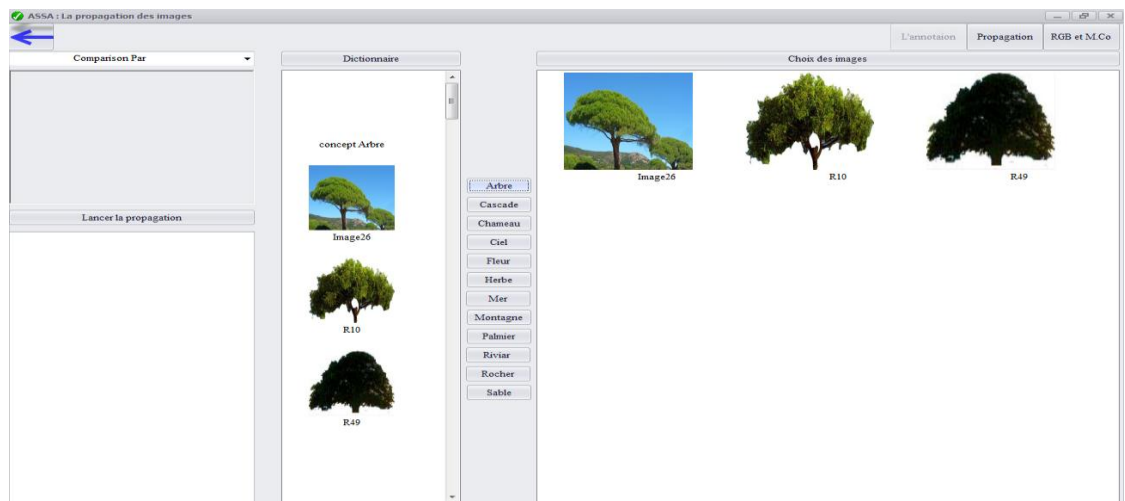 ASSA : La propagation des images
L'annotaion
Propagation
RGB et M.Co
Comparison Par
Lancer la propagation
Dictionnaire
concept Arbre
Image26
R10
R49
Arbre
Cascade
Chameau
Ciel
Fleur
Herbe
Mer
Montagne
Palmier
Riviar
Rocher
Sable
Choix des images
Image26
R10
R49